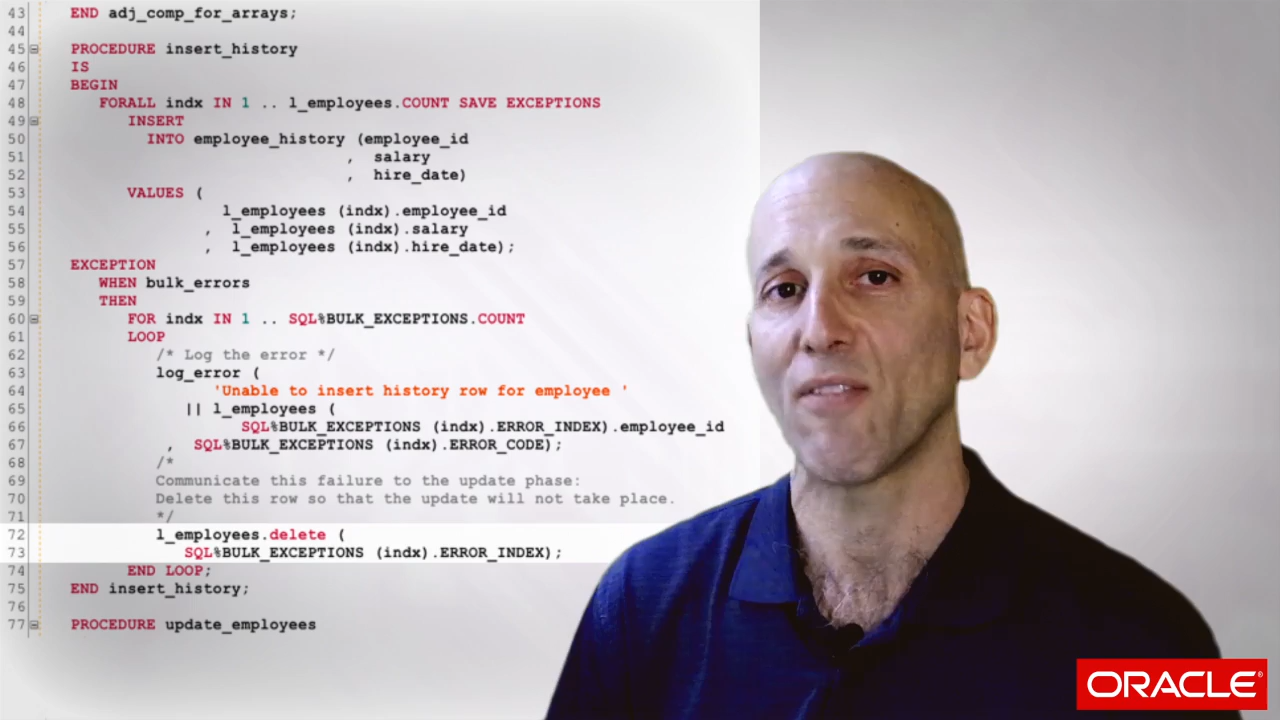 43 END adj_comp_for_arrays;
44
45 PROCEDURE insert_history
46 IS
47 BEGIN
48 FORALL indx IN 1 .. l_employees.COUNT SAVE EXCEPTIONS
49 INSERT
50 INTO employee_history (employee_id
51 , salary
52 , hire_date)
53 VALUES (
54 l_employees (indx).employee_id
55 , l_employees (indx).salary
56 , l_employees (indx).hire_date);
57 EXCEPTION
58 WHEN bulk_errors
59 THEN
60 FOR indx IN 1 .. SQL%BULK_EXCEPTIONS.COUNT
61 LOOP
62 /* Log the error */
63 log_error (
64 'Unable to insert history row for employee '
65 || l_employees (
66 SQL%BULK_EXCEPTIONS (indx).ERROR_INDEX).employee_id
67 , SQL%BULK_EXCEPTIONS (indx).ERROR_CODE);
68 /*
69 Communicate this failure to the update phase:
70 Delete this row so that the update will not take place.
71 */
72 l_employees.delete (
73 SQL%BULK_EXCEPTIONS (indx).ERROR_INDEX);
74 END LOOP;
75 END insert_history;
76
77 PROCEDURE update_employees
ORACLE®